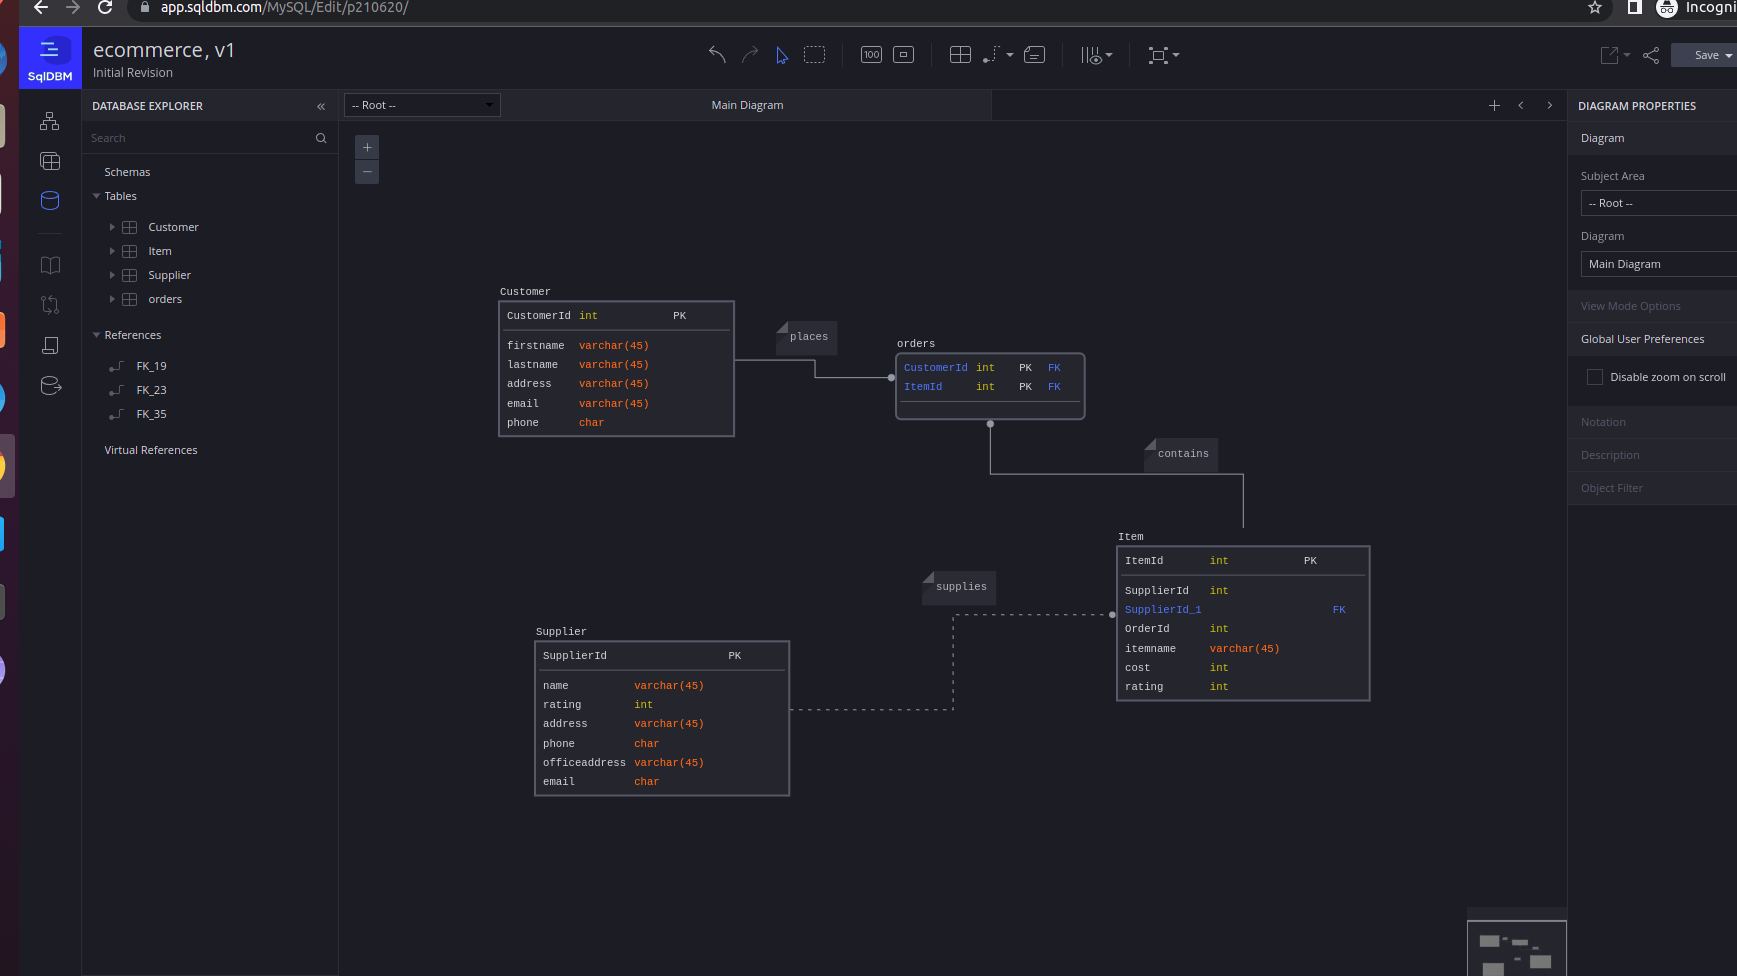 app.sqldbm.com/MySQL/Edit/p210620/
Incogni
SqlDBM
ecommerce, v1
Initial Revision
100
Save
DATABASE EXPLORER
-- Root --
Main Diagram
DIAGRAM PROPERTIES
Search
Schemas
Tables
Customer
Item
Supplier
orders
References
FK_19
FK_23
FK_35
Virtual References
Customer
CustomerId int PK
firstname varchar(45)
lastname varchar(45)
address varchar(45)
email varchar(45)
phone char
places
orders
CustomerId int PK FK
ItemId int PK FK
contains
Item
ItemId int PK
SupplierId int
SupplierId_1 FK
OrderId int
itemname varchar(45)
cost int
rating int
supplies
Supplier
SupplierId PK
name varchar(45)
rating int
address varchar(45)
phone char
officeaddress varchar(45)
email char
Diagram
Subject Area
-- Root --
Diagram
Main Diagram
View Mode Options
Global User Preferences
Disable zoom on scroll
Notation
Description
Object Filter